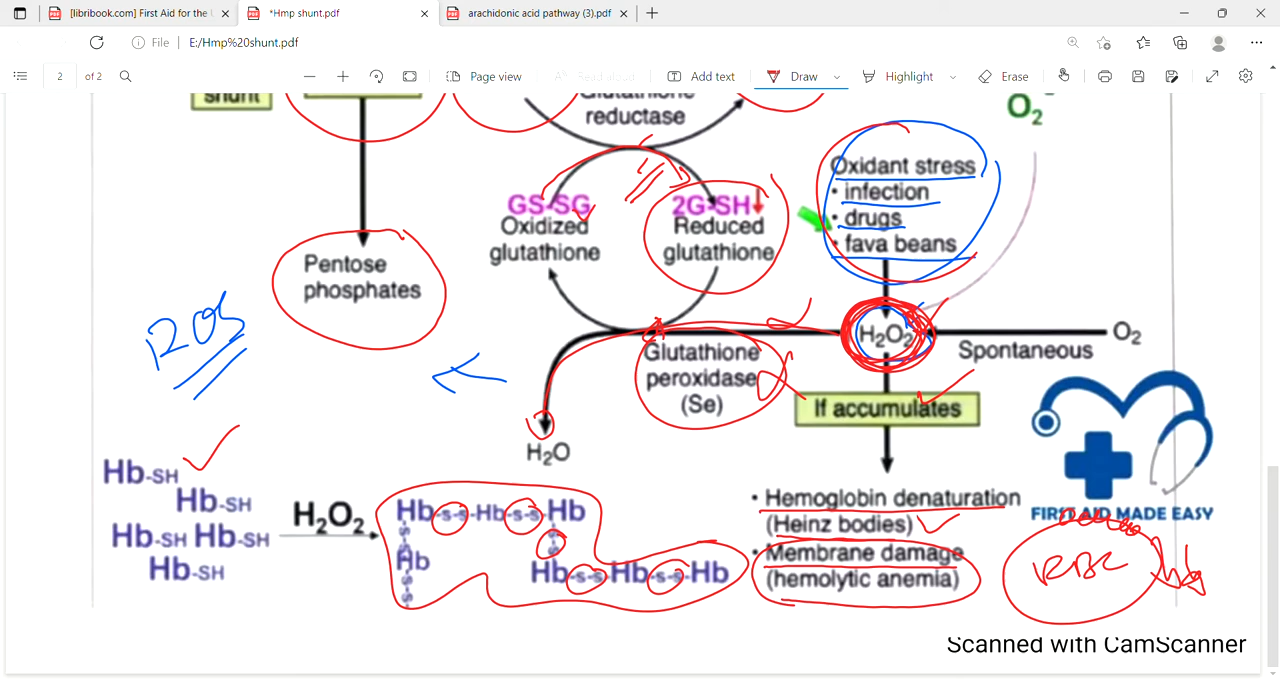 [libribook.com] First Aid for the
*Hmp shunt.pdf
arachidonic acid pathway (3).pdf
File
E:/Hmp%20shunt.pdf
2 of 2
Page view
Read aloud
Add text
Draw
Highlight
Erase
shunt
Glutathione
reductase
O2
Oxidant stress
• infection
• drugs
• fava beans
GS-SG
Oxidized
glutathione
2G-SH
Reduced
glutathione
Pentose
phosphates
ROS
H2O2
O2
Spontaneous
Glutathione
peroxidase
(Se)
If accumulates
H2O
Hb-SH
Hb-SH
Hb-SH Hb-SH
Hb-SH
H2O2
Hb-s-s-Hb-s-s-Hb
-s-s-
-s-s-
Hb
-s-s-
Hb-s-s-Hb-s-s-Hb
• Hemoglobin denaturation
(Heinz bodies)
• Membrane damage
(hemolytic anemia)
FIRST AID MADE EASY
RBC
Scanned with CamScanner